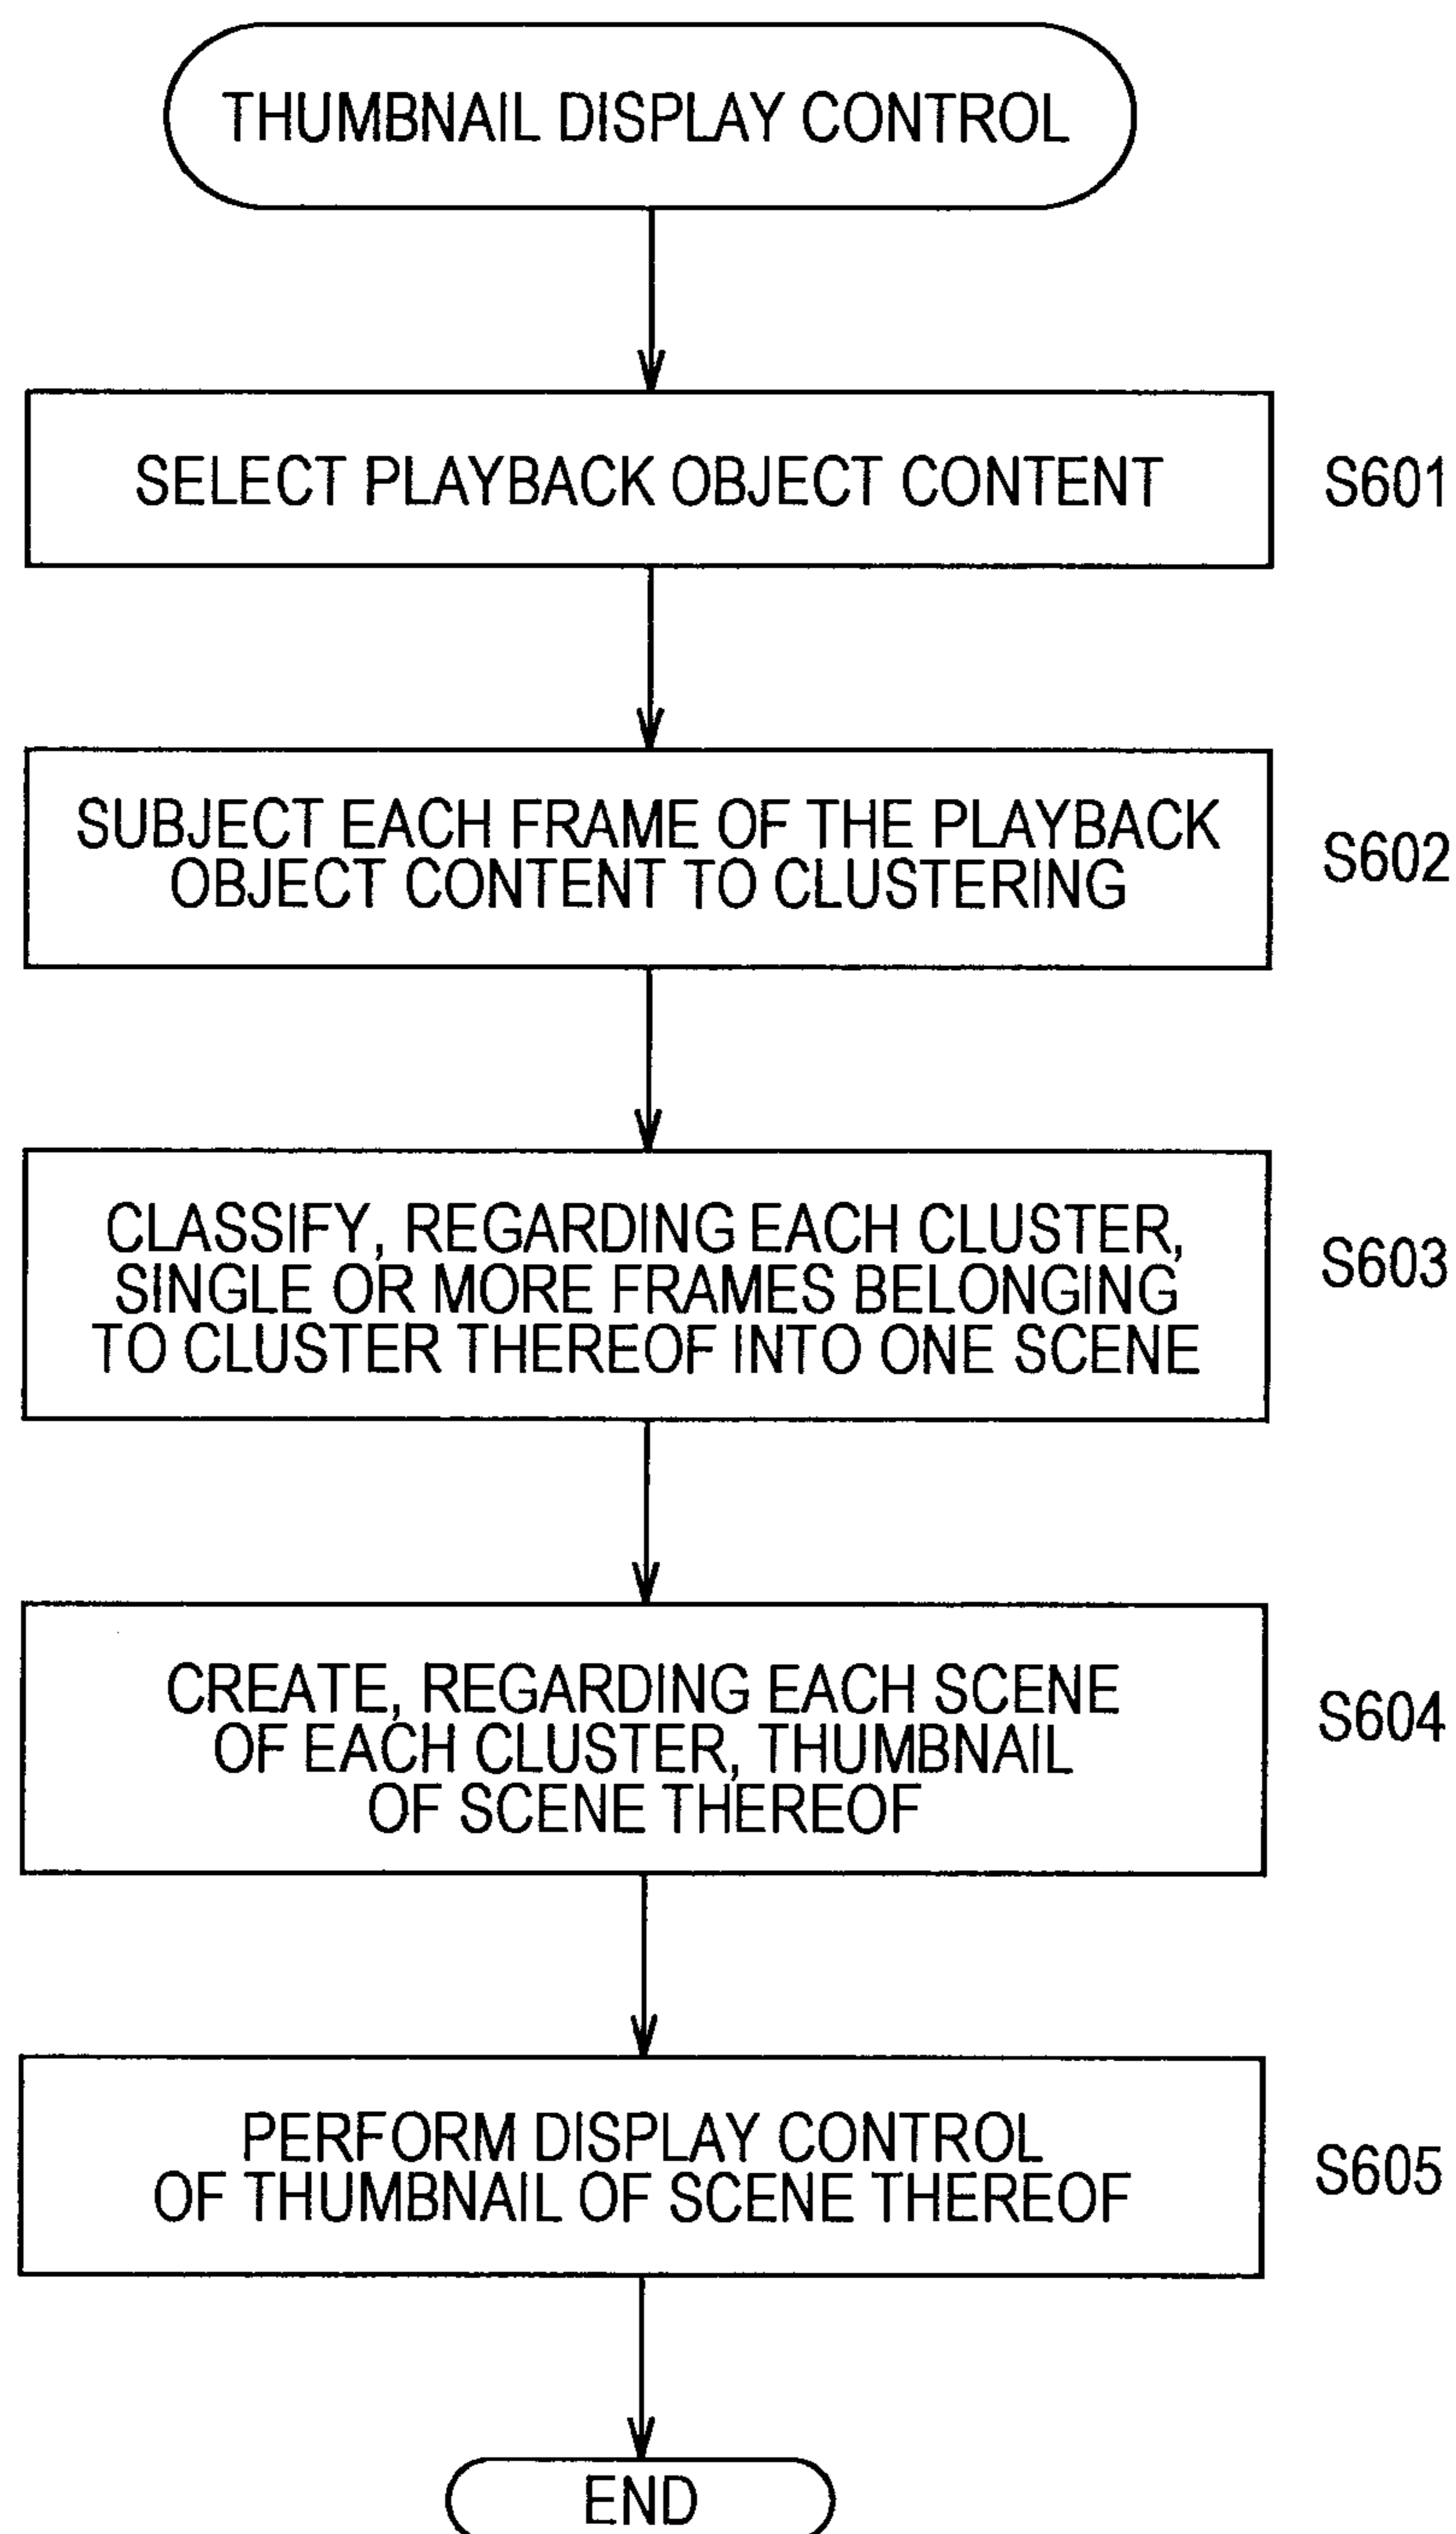 THUMBNAIL DISPLAY CONTROL
SELECT PLAYBACK OBJECT CONTENT
S601
SUBJECT EACH FRAME OF THE PLAYBACK
OBJECT CONTENT TO CLUSTERING
S602
CLASSIFY, REGARDING EACH CLUSTER,
SINGLE OR MORE FRAMES BELONGING
TO CLUSTER THEREOF INTO ONE SCENE
S603
CREATE, REGARDING EACH SCENE
OF EACH CLUSTER, THUMBNAIL
OF SCENE THEREOF
S604
PERFORM DISPLAY CONTROL
OF THUMBNAIL OF SCENE THEREOF
S605
END